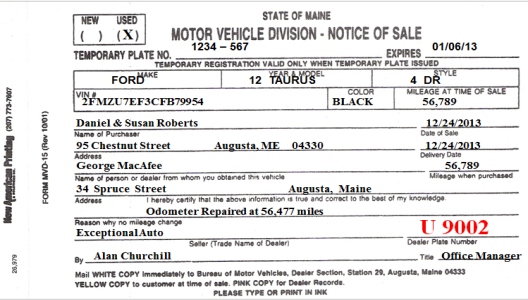 STATE OF MAINE
NEW USED
( ) (X)
MOTOR VEHICLE DIVISION - NOTICE OF SALE
TEMPORARY PLATE NO. 1234 – 567 EXPIRES 01/06/13
TEMPORARY REGISTRATION VALID ONLY WHEN TEMPORARY PLATE ISSUED
MAKE YEAR & MODEL STYLE
FORD 12 TAURUS 4 DR
VIN # COLOR MILEAGE AT TIME OF SALE
2FMZU7EF3CFB79954 BLACK 56,789
Daniel & Susan Roberts 12/24/2013
Name of Purchaser Date of Sale
95 Chestnut Street Augusta, ME 04330 12/24/2013
Address Delivery Date
George MacAfee 56,789
Name of person or dealer from whom you obtained this vehicle Mileage when purchased
34 Spruce Street Augusta, Maine
Address I hereby certify that the above information is true and correct to the best of my knowledge.
Odometer Repaired at 56,477 miles
Reason why no mileage change
U 9002
ExceptionalAuto
Seller (Trade Name of Dealer) Dealer Plate Number
By Alan Churchill Title Office Manager
Mail WHITE COPY Immediately to Bureau of Motor Vehicles, Dealer Section, Station 29, Augusta, Maine 04333
YELLOW COPY to customer at time of sale. PINK COPY for Dealer Records.
PLEASE TYPE OR PRINT IN INK
FORM MVD-15 (Rev 10/01)
New American Printing (207) 773-7607
26,979